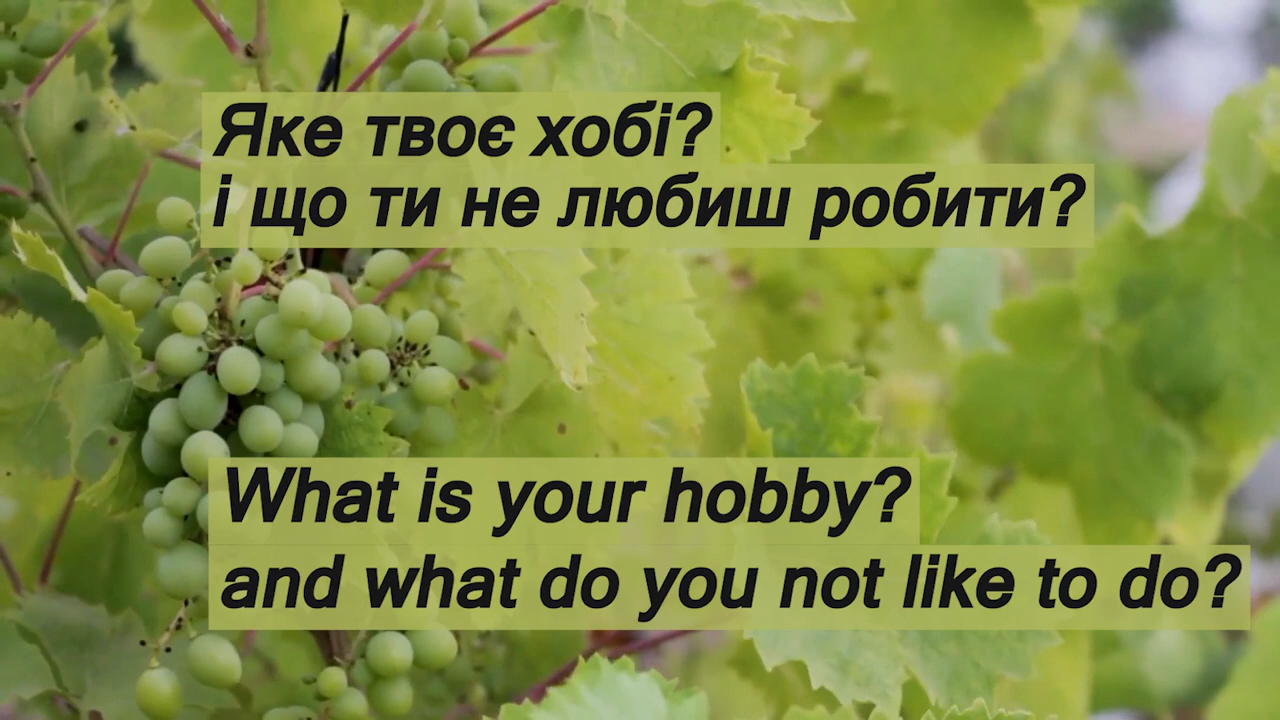 Яке твоє хобі?
і що ти не любиш робити?
What is your hobby?
and what do you not like to do?